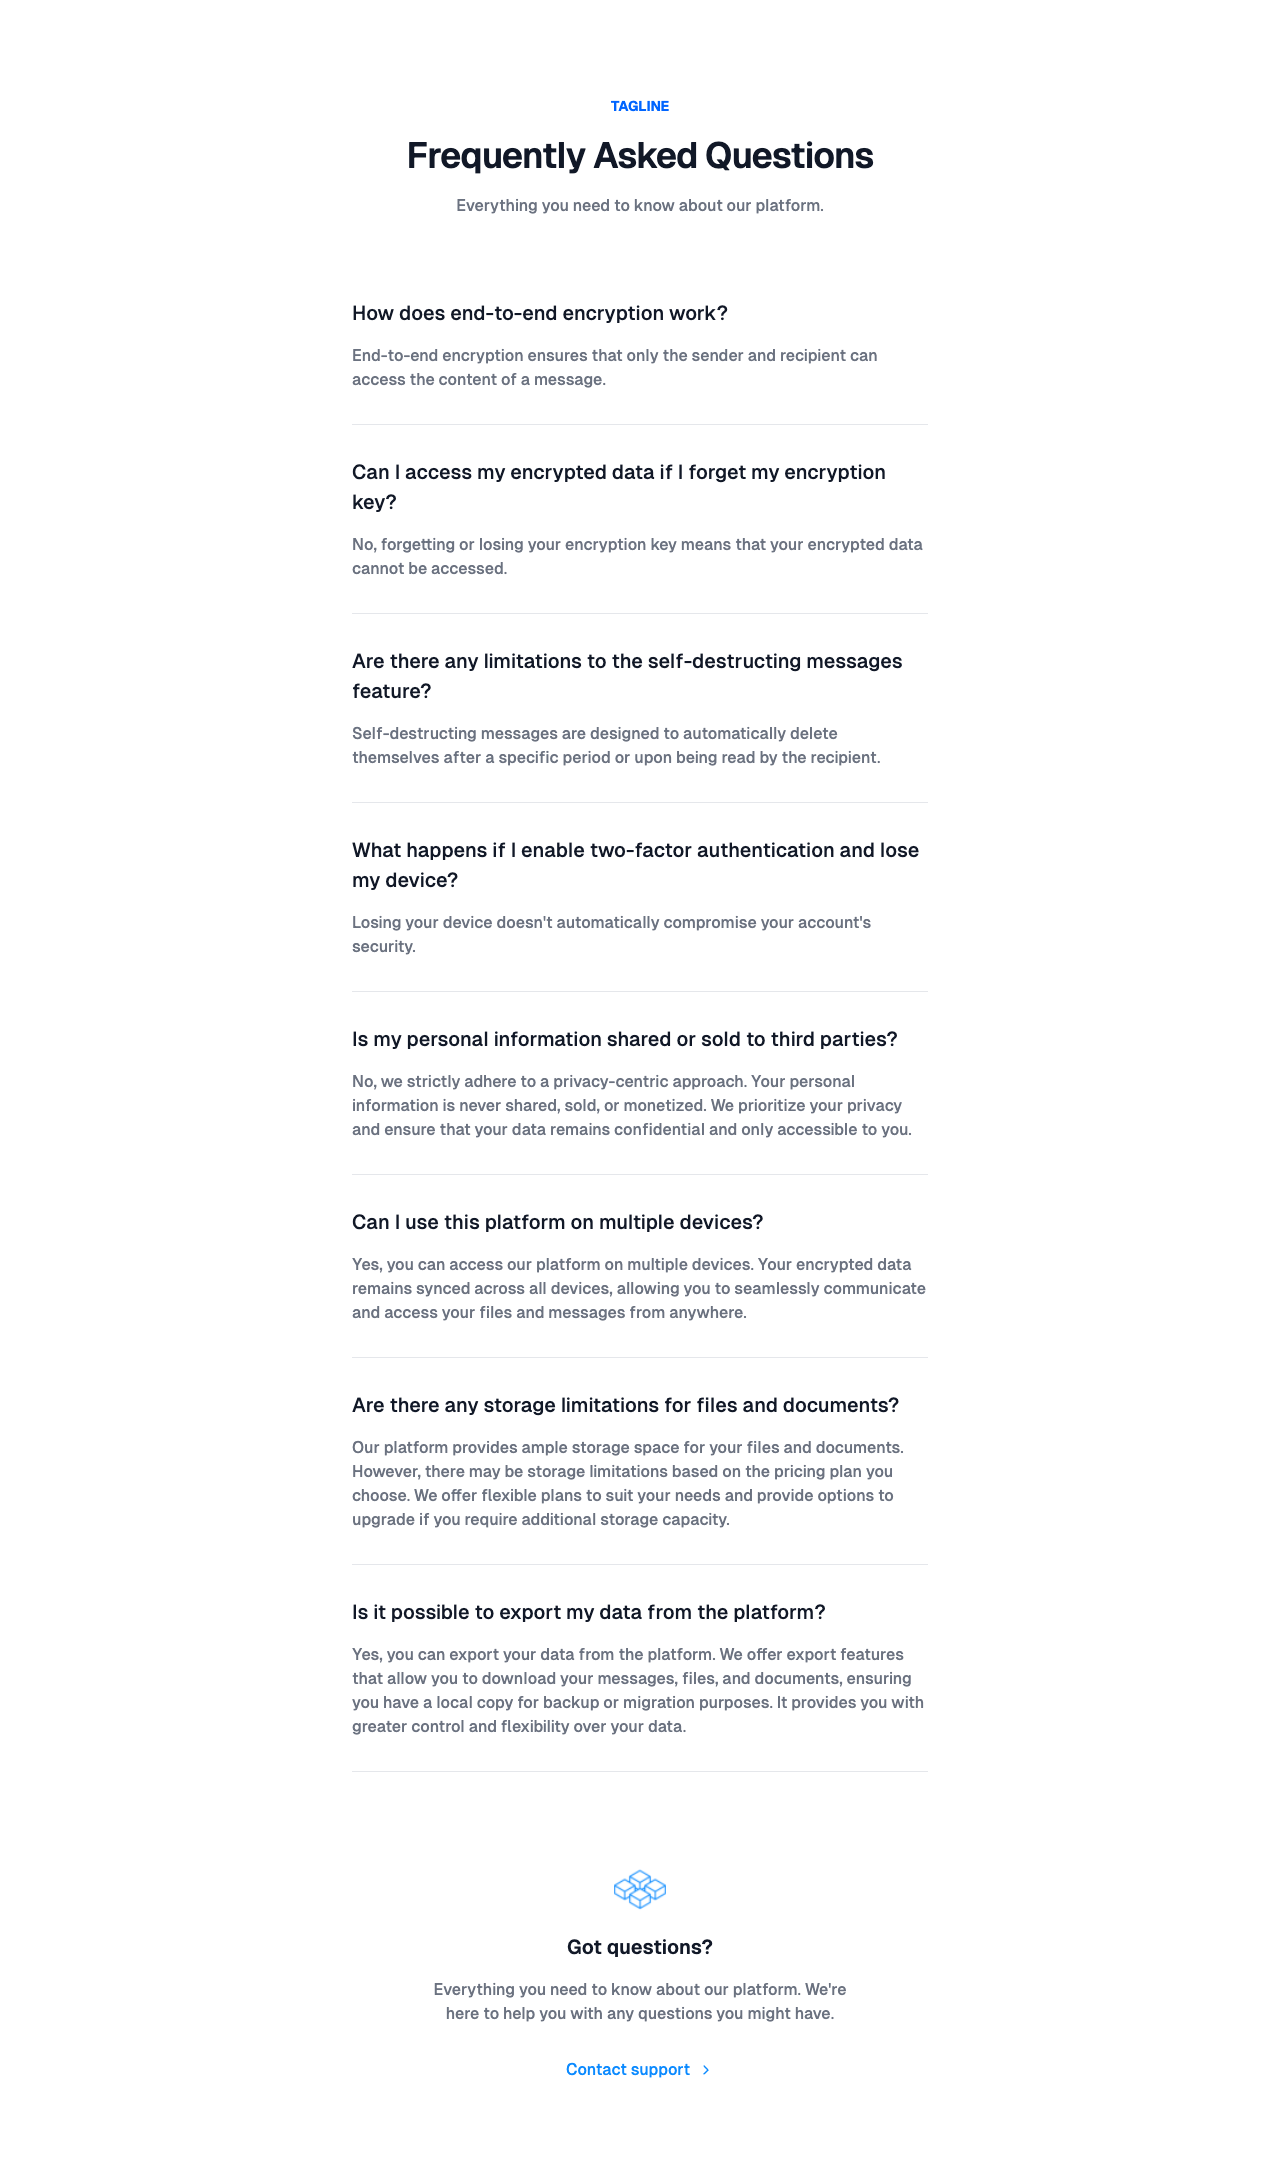 TAGLINE
Frequently Asked Questions
Everything you need to know about our platform.
How does end-to-end encryption work?
End-to-end encryption ensures that only the sender and recipient can
access the content of a message.
Can I access my encrypted data if I forget my encryption
key?
No, forgetting or losing your encryption key means that your encrypted data
cannot be accessed.
Are there any limitations to the self-destructing messages
feature?
Self-destructing messages are designed to automatically delete
themselves after a specific period or upon being read by the recipient.
What happens if I enable two-factor authentication and lose
my device?
Losing your device doesn't automatically compromise your account's
security.
Is my personal information shared or sold to third parties?
No, we strictly adhere to a privacy-centric approach. Your personal
information is never shared, sold, or monetized. We prioritize your privacy
and ensure that your data remains confidential and only accessible to you.
Can I use this platform on multiple devices?
Yes, you can access our platform on multiple devices. Your encrypted data
remains synced across all devices, allowing you to seamlessly communicate
and access your files and messages from anywhere.
Are there any storage limitations for files and documents?
Our platform provides ample storage space for your files and documents.
However, there may be storage limitations based on the pricing plan you
choose. We offer flexible plans to suit your needs and provide options to
upgrade if you require additional storage capacity.
Is it possible to export my data from the platform?
Yes, you can export your data from the platform. We offer export features
that allow you to download your messages, files, and documents, ensuring
you have a local copy for backup or migration purposes. It provides you with
greater control and flexibility over your data.
Got questions?
Everything you need to know about our platform. We're
here to help you with any questions you might have.
Contact support